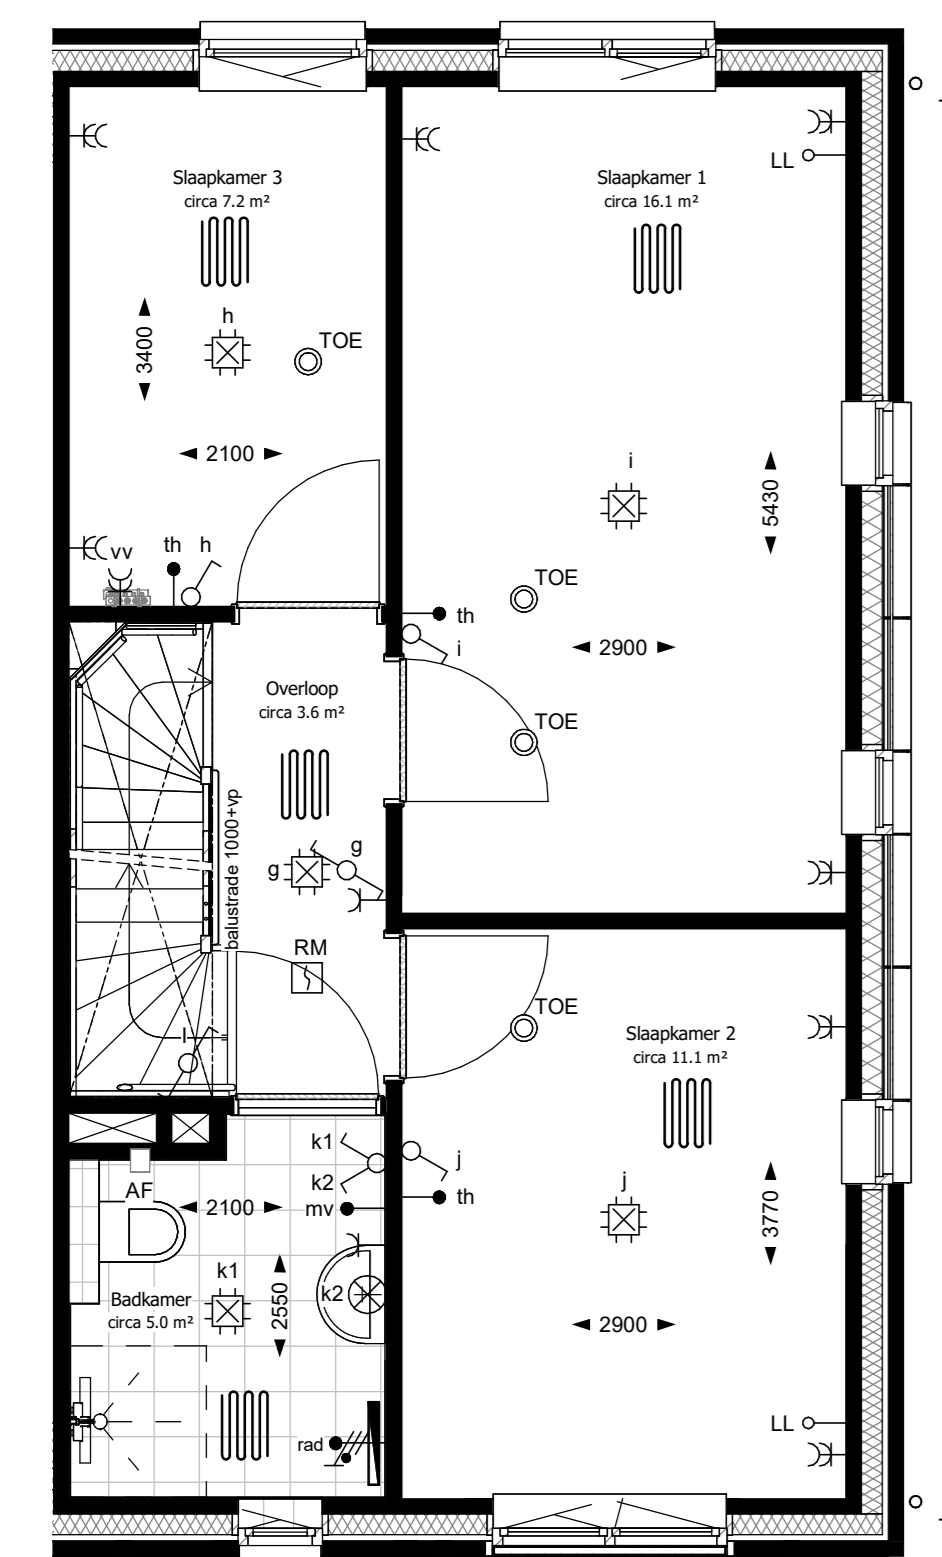 Slaapkamer 3
circa 7.2 m²
h
TOE
3400
2100
vv
th
h
Slaapkamer 1
circa 16.1 m²
LL
i
5430
TOE
th
i
2900
TOE
Overloop
circa 3.6 m²
balustrade 1000+vp
g
g
RM
l
TOE
Slaapkamer 2
circa 11.1 m²
j
th
j
3770
2900
LL
k1
k2
mv
AF
2100
k1
2550
k2
Badkamer
circa 5.0 m²
rad